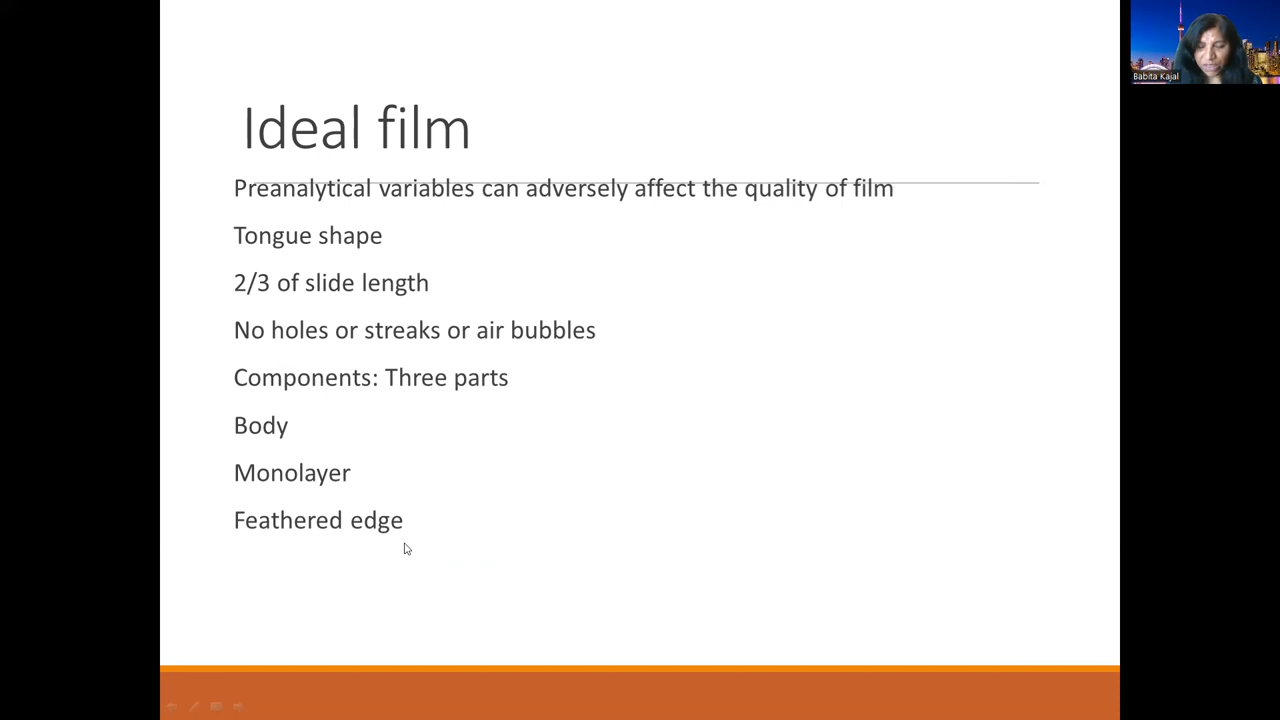 Babita Kajal
Ideal film
Preanalytical variables can adversely affect the quality of film
Tongue shape
2/3 of slide length
No holes or streaks or air bubbles
Components: Three parts
Body
Monolayer
Feathered edge